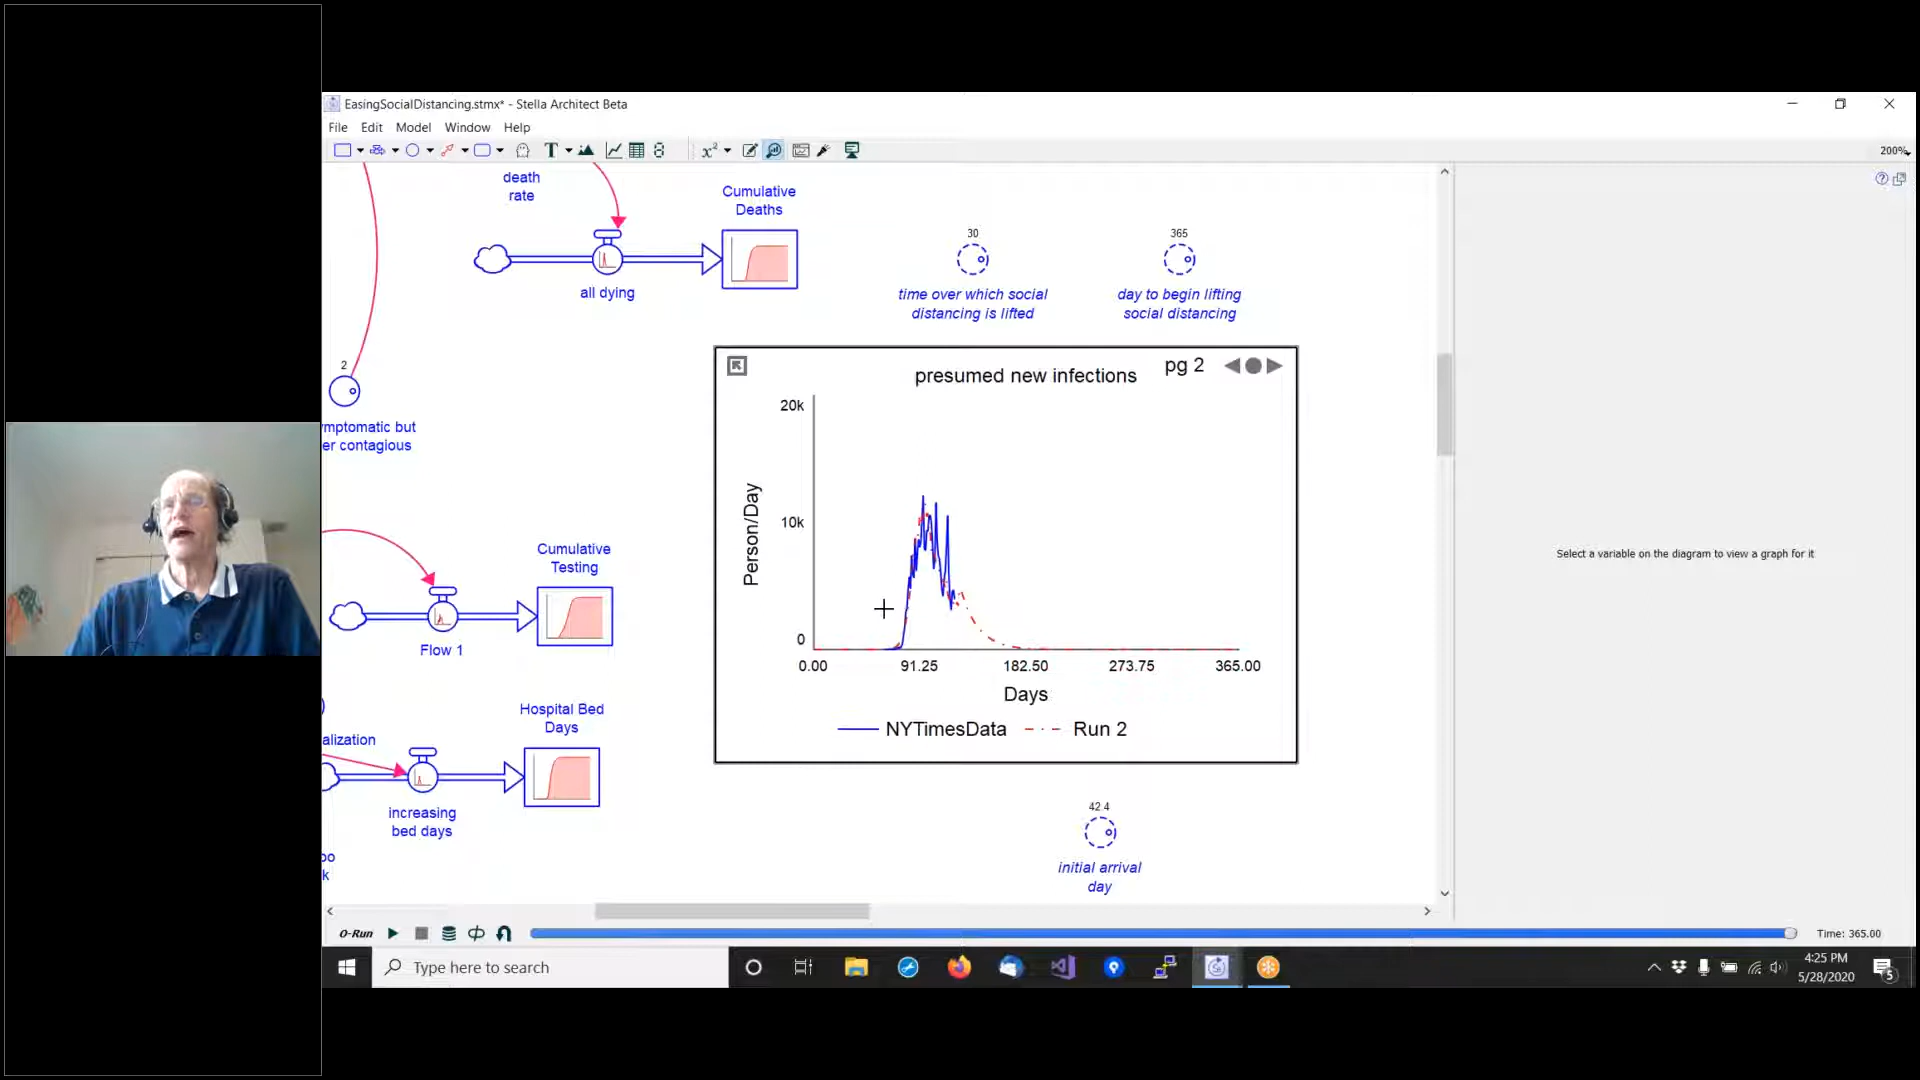 EasingSocialDistancing.stmx* - Stella Architect Beta
File Edit Model Window Help
200%
death
rate
Cumulative
Deaths
all dying
30
time over which social
distancing is lifted
365
day to begin lifting
social distancing
2
mptomatic but
er contagious
pg 2
presumed new infections
20k
10k
0
Person/Day
0.00 91.25 182.50 273.75 365.00
Days
NYTimesData Run 2
Select a variable on the diagram to view a graph for it
Cumulative
Testing
Flow 1
Hospital Bed
Days
alization
increasing
bed days
oo
k
42.4
initial arrival
day
O-Run
Time: 365.00
Type here to search
4:25 PM
5/28/2020
5